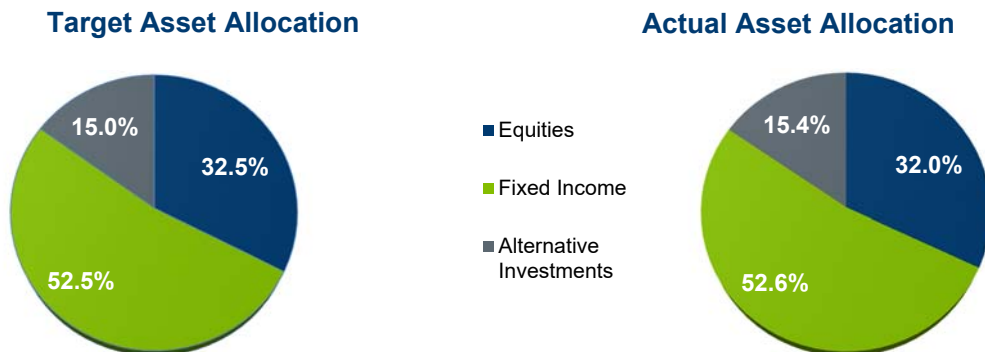 Target Asset Allocation
15.0%
32.5%
52.5%
Equities
Fixed Income
Alternative
Investments
Actual Asset Allocation
15.4%
32.0%
52.6%